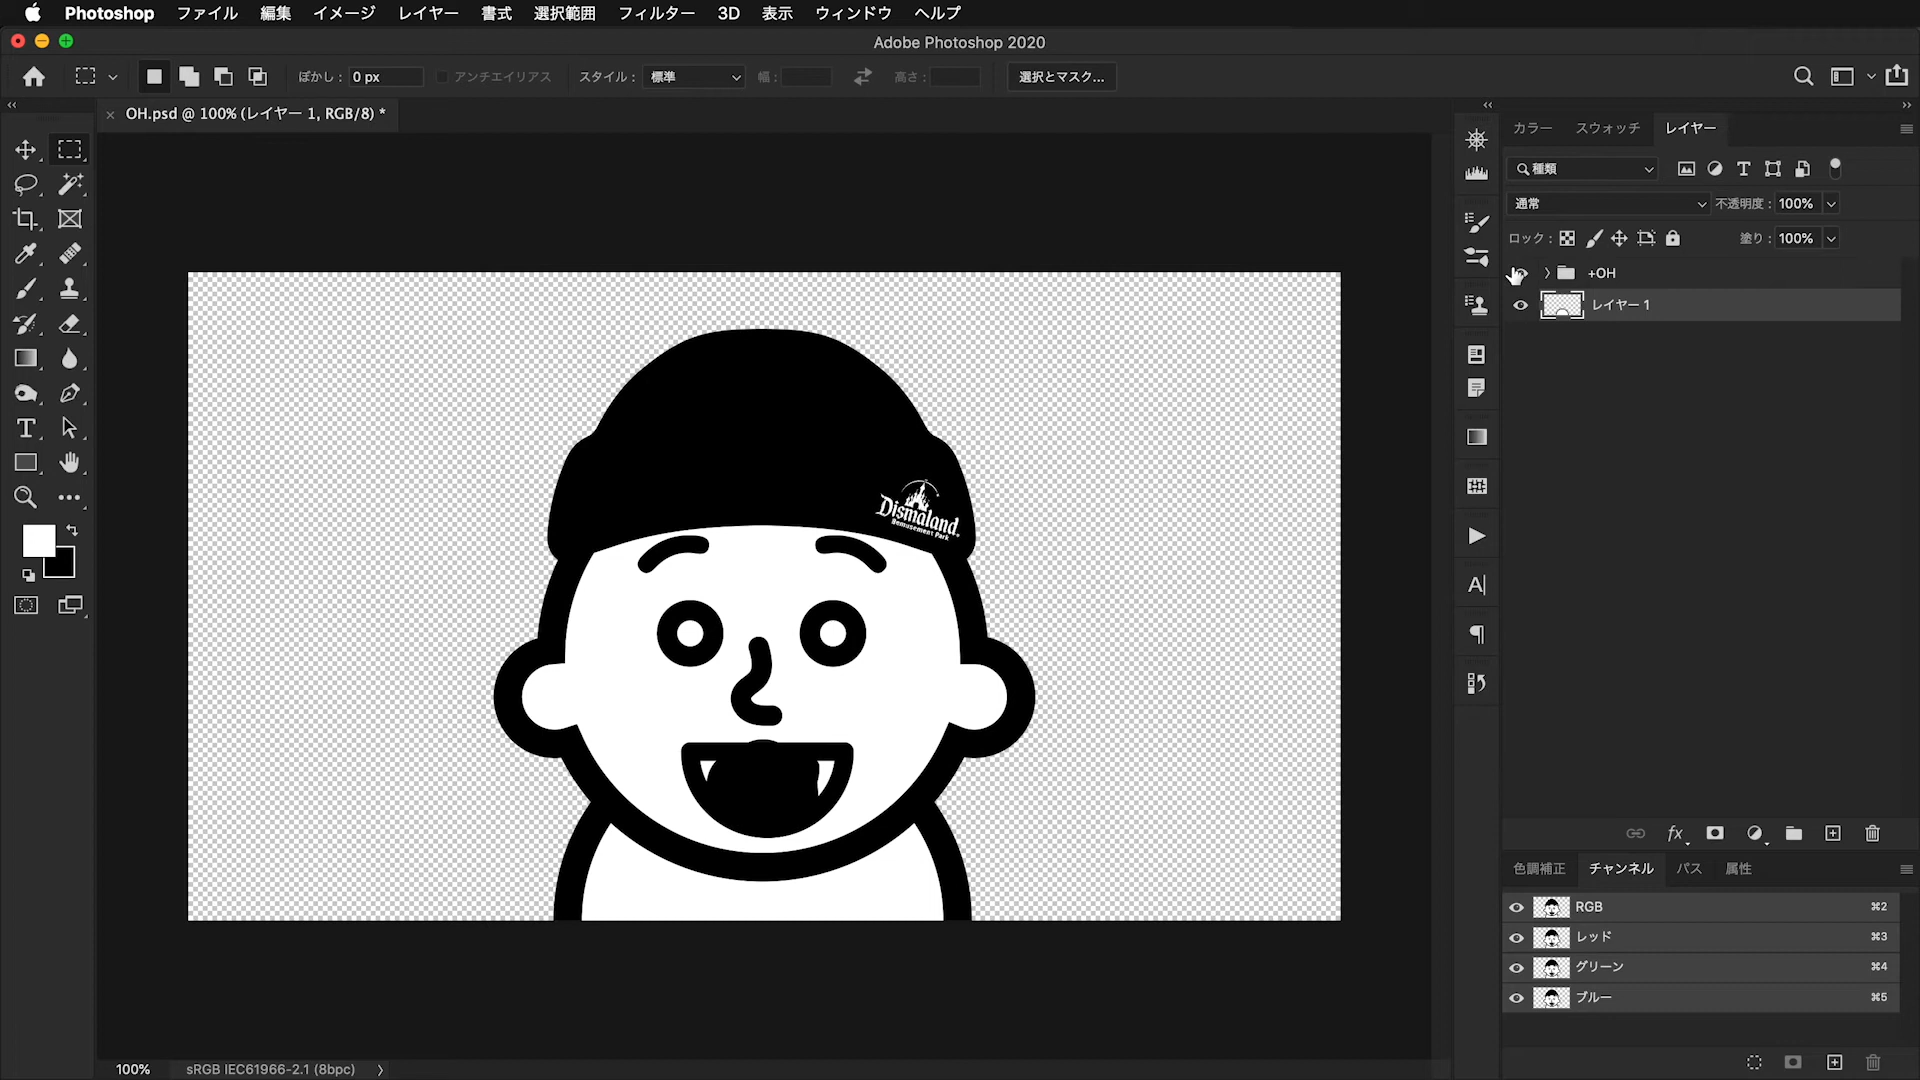 Photoshop ファイル 編集 イメージ レイヤー 書式 選択範囲 フィルター 3D 表示 ウィンドウ ヘルプ
Adobe Photoshop 2020
ぼかし : 0 px アンチエイリアス スタイル : 標準 幅 : 高さ : 選択とマスク...
OH.psd @ 100% (レイヤー 1, RGB/8) *
カラー スウォッチ レイヤー
種類
通常 不透明度 : 100%
ロック : 塗り : 100%
+OH
レイヤー 1
Dismaland
Bemusement Park
色調補正 チャンネル パス 属性
RGB ⌘2
レッド ⌘3
グリーン ⌘4
ブルー ⌘5
100% sRGB IEC61966-2.1 (8bpc)